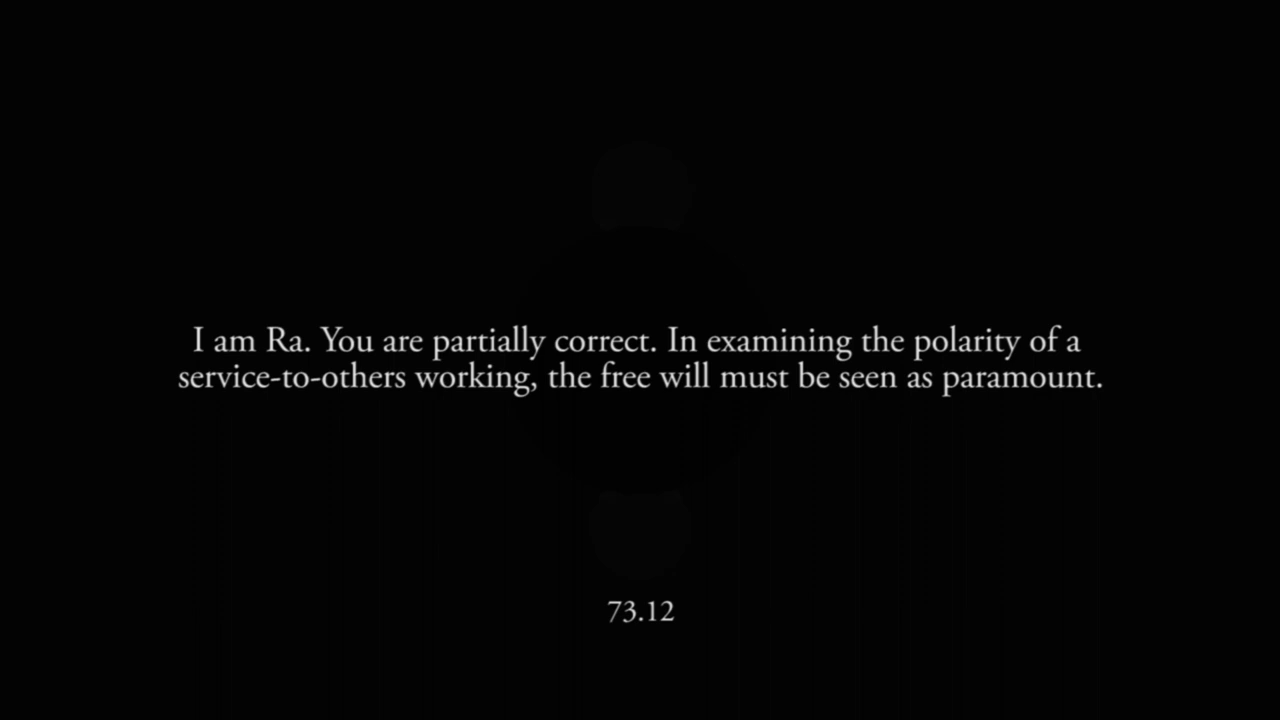 I am Ra. You are partially correct. In examining the polarity of a
service-to-others working, the free will must be seen as paramount.
73.12